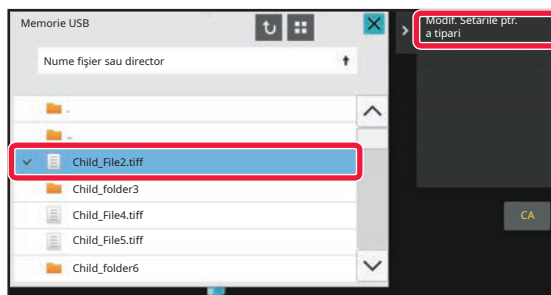 Memorie USB
Modif. Setările ptr.
a tipari
Nume fişier sau director
.
..
Child_File2.tiff
Child_folder3
Child_File4.tiff
CA
Child_File5.tiff
Child_folder6